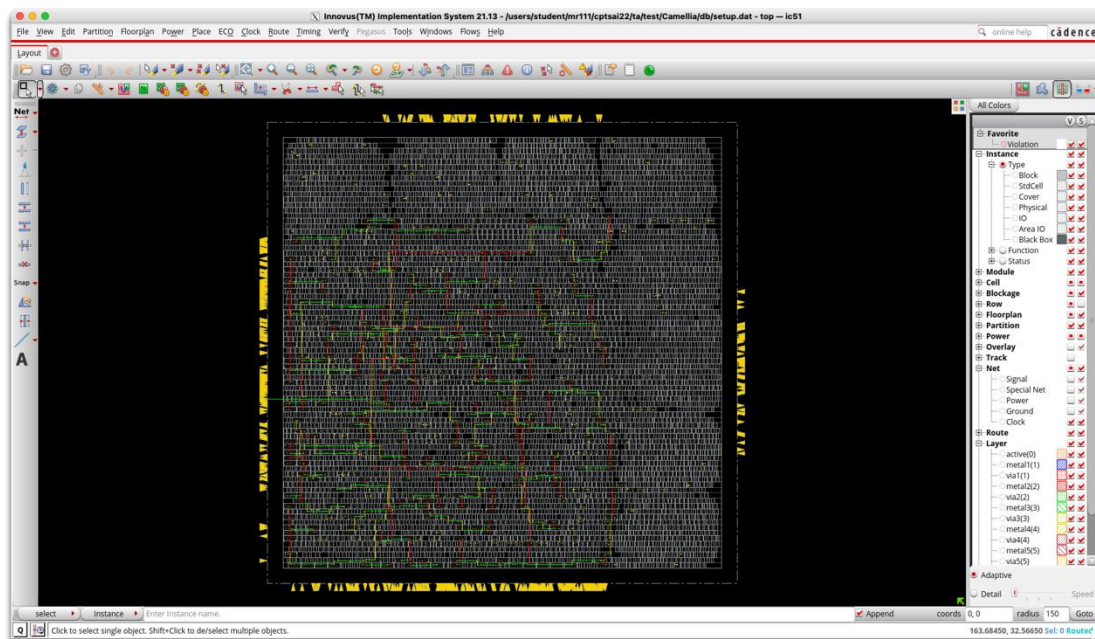 Innovus(TM) Implementation System 21.13 - /users/student/mr111/cptsai22/ta/test/Camellia/db/setup.dat - top — ic51
File View Edit Partition Floorplan Power Place ECO Clock Route Timing Verify Pegasus Tools Windows Flows Help
online help cādence
Layout
Net
Snap
A
All Colors
V S
Favorite
Violation
Instance
Type
Block
StdCell
Cover
Physical
IO
Area IO
Black Box
Function
Status
Module
Cell
Blockage
Row
Floorplan
Partition
Power
Overlay
Track
Net
Signal
Special Net
Power
Ground
Clock
Route
Layer
active(0)
metal1(1)
via1(1)
metal2(2)
via2(2)
metal3(3)
via3(3)
metal4(4)
via4(4)
metal5(5)
via5(5)
Adaptive
Detail Speed
select Instance Enter Instance name. Append coords 0,0 radius 150 Goto
Q Click to select single object. Shift+Click to de/select multiple objects. 163.68450, 32.56650 Sel: 0 Routed